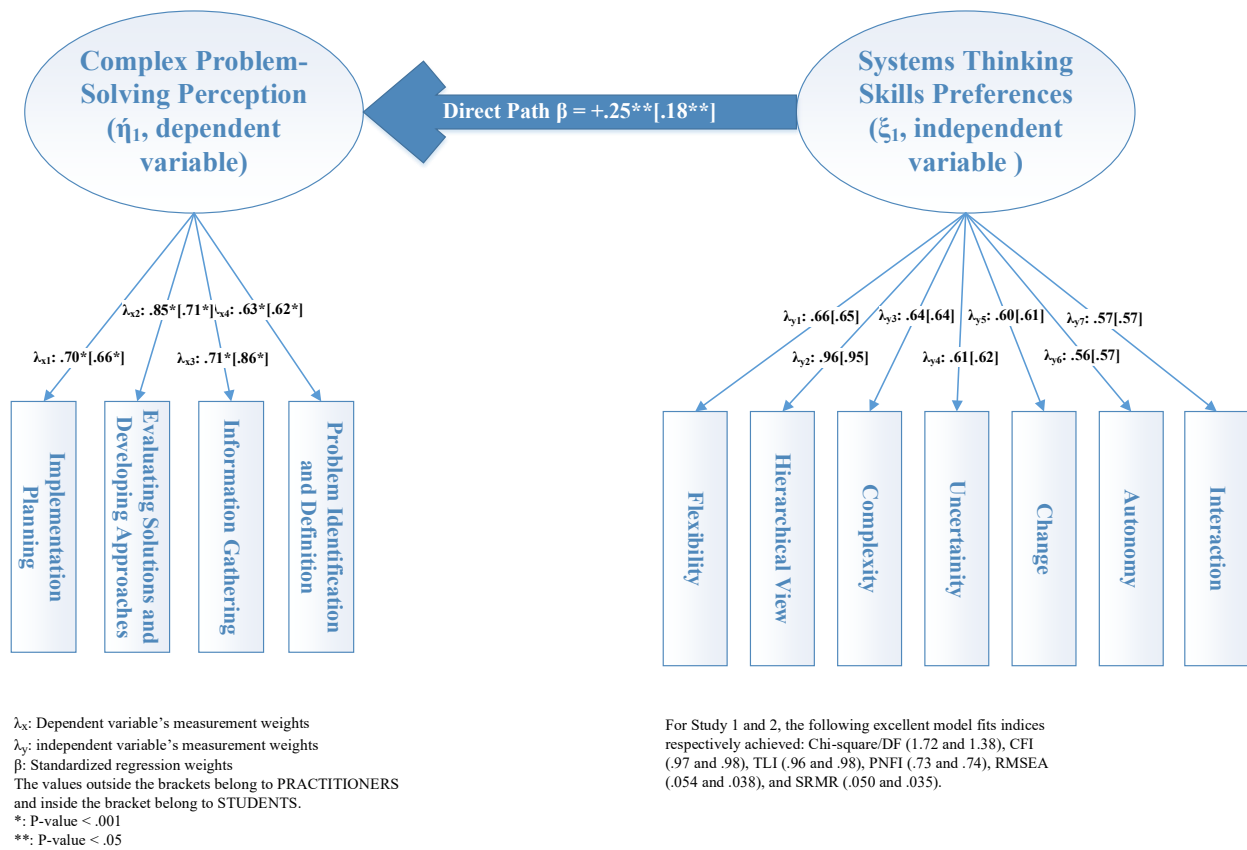 Complex Problem-
Solving Perception
(ή₁, dependent
variable)
Direct Path β = +.25**[.18**]
Systems Thinking
Skills Preferences
(ξ₁, independent
variable )
λx2: .85*[.71*]
x4: .63*[.62*]
λx1: .70*[.66*]
λx3: .71*[.86*]
λy1: .66[.65]
λy3: .64[.64]
λy5: .60[.61]
λy7: .57[.57]
λy2: .96[.95]
λy4: .61[.62]
λy6: .56[.57]
Implementation
Planning
Evaluating Solutions and
Developing Approaches
Information Gathering
Problem Identification
and Definition
Flexibility
Hierarchical View
Complexity
Uncertainity
Change
Autonomy
Interaction
λx: Dependent variable’s measurement weights
λy: independent variable’s measurement weights
β: Standardized regression weights
The values outside the brackets belong to PRACTITIONERS
and inside the bracket belong to STUDENTS.
*: P-value < .001
**: P-value < .05
For Study 1 and 2, the following excellent model fits indices
respectively achieved: Chi-square/DF (1.72 and 1.38), CFI
(.97 and .98), TLI (.96 and .98), PNFI (.73 and .74), RMSEA
(.054 and .038), and SRMR (.050 and .035).